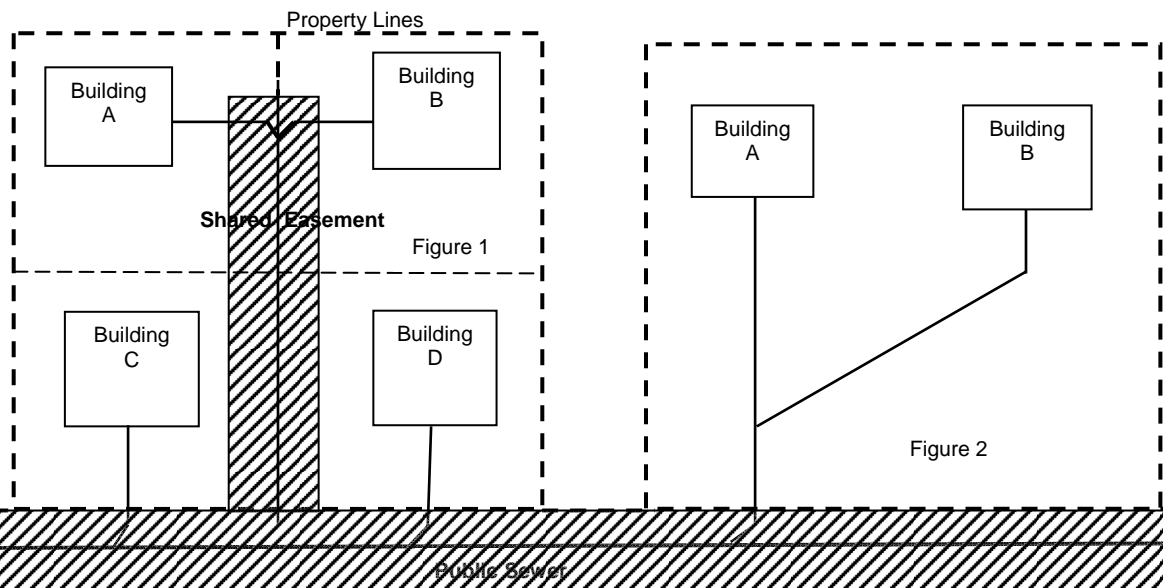 Property Lines
Building
A
Building
B
Shared Easement
Figure 1
Building
C
Building
D
Building
A
Building
B
Figure 2
Public Sewer